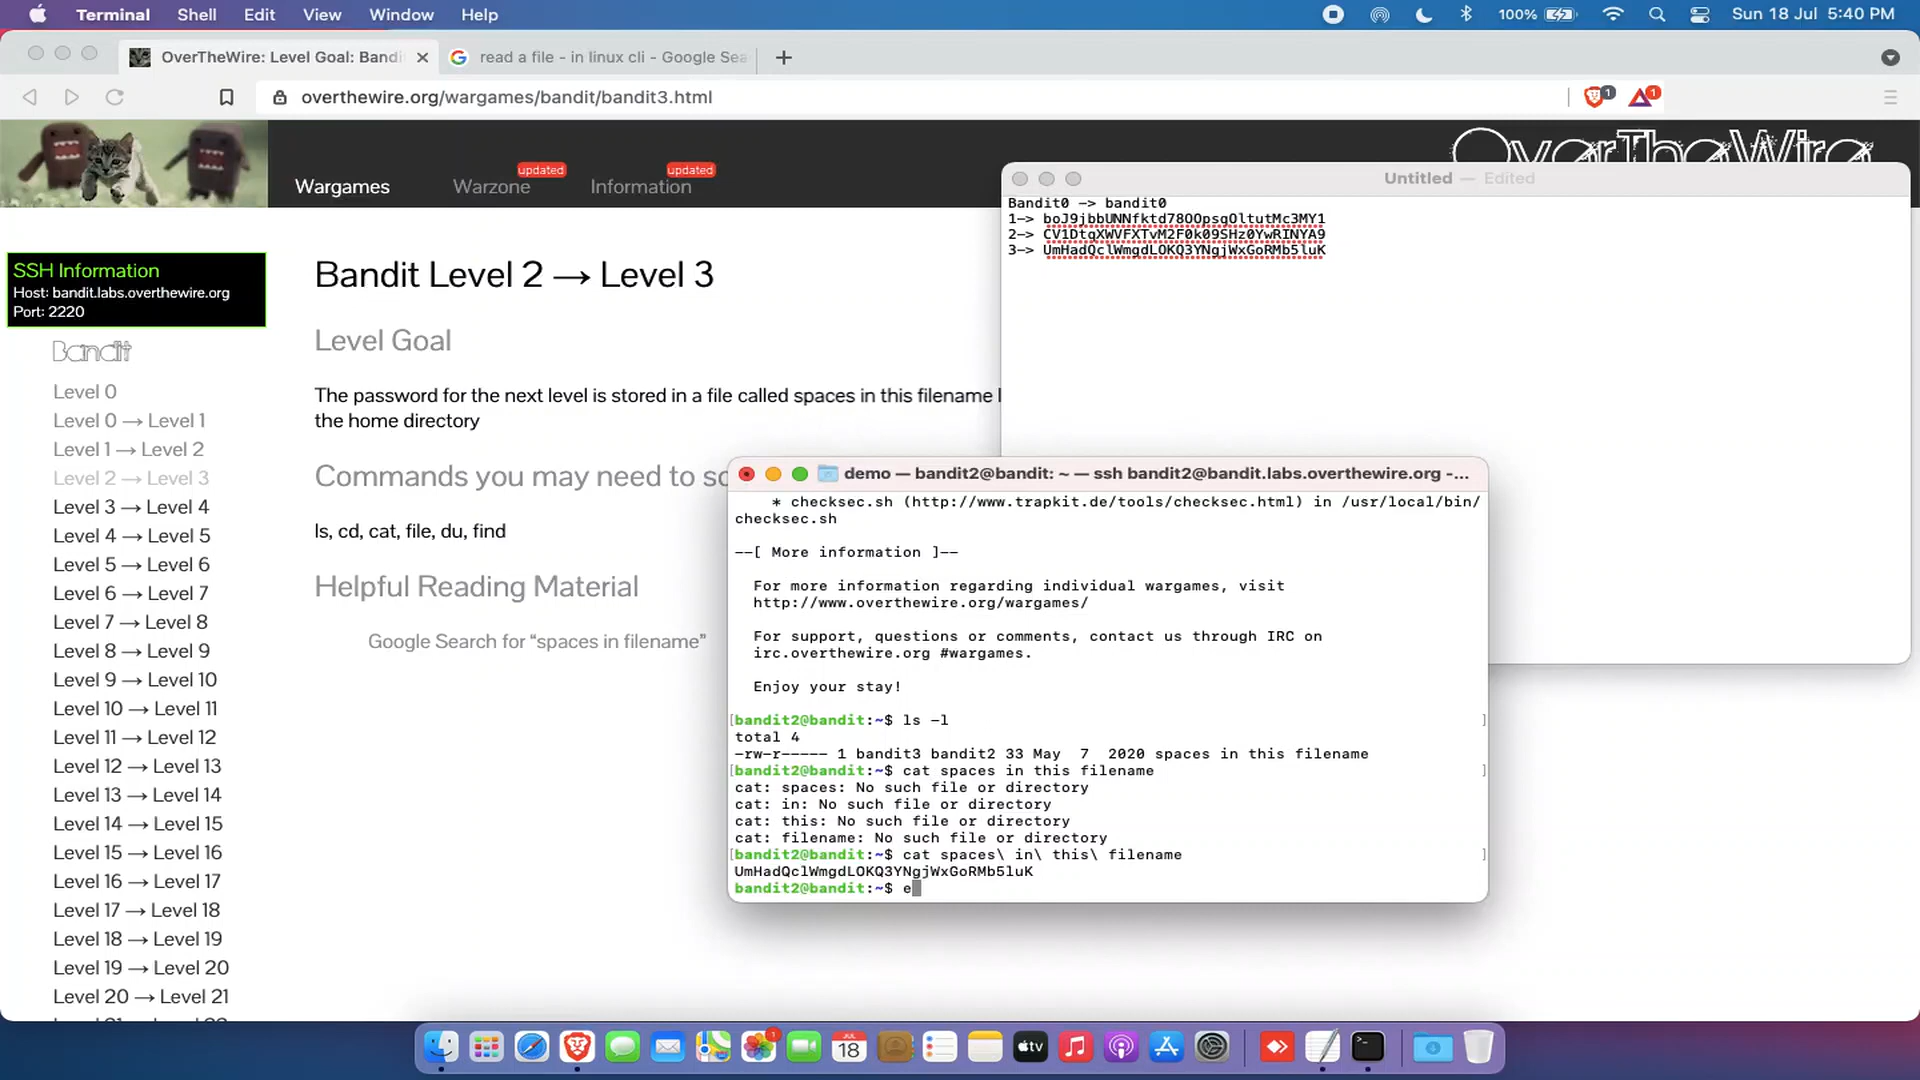 Terminal Shell Edit View Window Help 100% Sun 18 Jul 5:40 PM
OverTheWire: Level Goal: Bandi read a file - in linux cli - Google Sea
overthewire.org/wargames/bandit/bandit3.html 1 1
OverTheWire
updated updated
Wargames Warzone Information
SSH Information
Host: bandit.labs.overthewire.org
Port: 2220
Bandit
Level 0
Level 0 → Level 1
Level 1 → Level 2
Level 2 → Level 3
Level 3 → Level 4
Level 4 → Level 5
Level 5 → Level 6
Level 6 → Level 7
Level 7 → Level 8
Level 8 → Level 9
Level 9 → Level 10
Level 10 → Level 11
Level 11 → Level 12
Level 12 → Level 13
Level 13 → Level 14
Level 14 → Level 15
Level 15 → Level 16
Level 16 → Level 17
Level 17 → Level 18
Level 18 → Level 19
Level 19 → Level 20
Level 20 → Level 21
Bandit Level 2 → Level 3
Level Goal
The password for the next level is stored in a file called spaces in this filename
the home directory
Commands you may need to
ls, cd, cat, file, du, find
Helpful Reading Material
Google Search for “spaces in filename”
Untitled — Edited
Bandit0 -> bandit0
1-> boJ9jbbUNNfktd78OOpsqOltutMc3MY1
2-> CV1DtqXWVFXTvM2F0k09SHz0YwRINYA9
3-> UmHadQclWmgdLOKQ3YNgjWxGoRMb5luK
demo — bandit2@bandit: ~ — ssh bandit2@bandit.labs.overthewire.org -...
* checksec.sh (http://www.trapkit.de/tools/checksec.html) in /usr/local/bin/
checksec.sh
--[ More information ]--
For more information regarding individual wargames, visit
http://www.overthewire.org/wargames/
For support, questions or comments, contact us through IRC on
irc.overthewire.org #wargames.
Enjoy your stay!
[bandit2@bandit:~$ ls -l ]
total 4
-rw-r----- 1 bandit3 bandit2 33 May 7 2020 spaces in this filename
[bandit2@bandit:~$ cat spaces in this filename ]
cat: spaces: No such file or directory
cat: in: No such file or directory
cat: this: No such file or directory
cat: filename: No such file or directory
[bandit2@bandit:~$ cat spaces\ in\ this\ filename ]
UmHadQclWmgdLOKQ3YNgjWxGoRMb5luK
bandit2@bandit:~$ e
1
JUL
18
tv